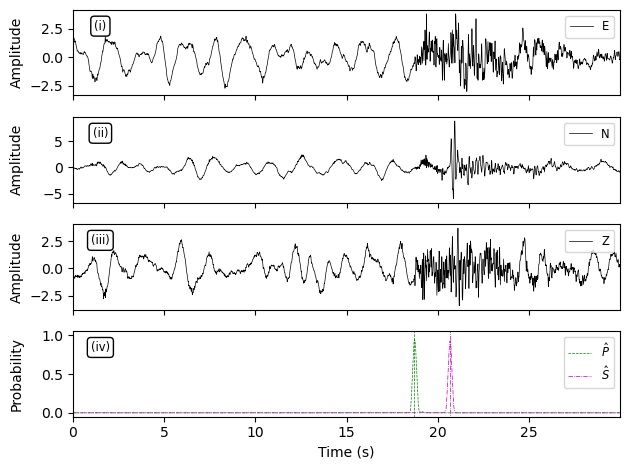 (i)
E
Amplitude
2.5
0.0
−2.5
(ii)
N
Amplitude
5
0
−5
(iii)
Z
Amplitude
2.5
0.0
−2.5
(iv)
P̂
Ŝ
Probability
1.0
0.5
0.0
0 5 10 15 20 25
Time (s)